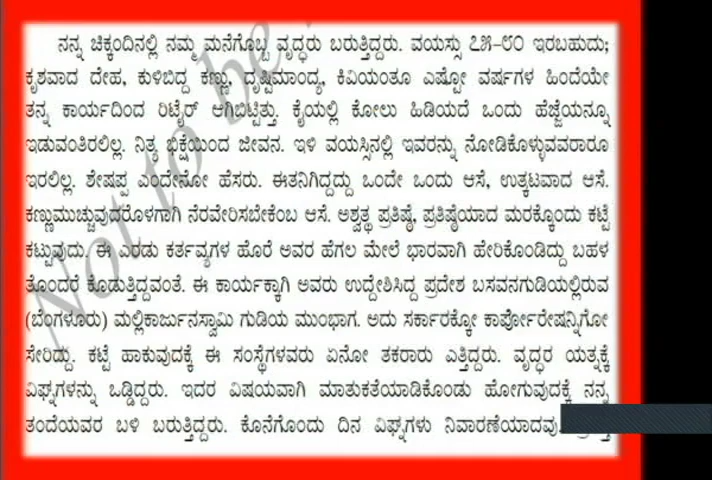 ನನ್ನ ಚಿಕ್ಕಂದಿನಲ್ಲಿ ನಮ್ಮ ಮನೆಗೊಬ್ಬ ವೃದ್ಧರು ಬರುತ್ತಿದ್ದರು. ವಯಸ್ಸು ೭೫–೮೦ ಇರಬಹುದು;
ಕೃಶವಾದ ದೇಹ, ಕುಳಿಬಿದ್ದ ಕಣ್ಣು, ದೃಷ್ಟಿಮಾಂದ್ಯ, ಕಿವಿಯಂತೂ ಎಷ್ಟೋ ವರ್ಷಗಳ ಹಿಂದೆಯೇ
ತನ್ನ ಕಾರ್ಯದಿಂದ ರಿಟೈರ್ ಆಗಿಬಿಟ್ಟಿತ್ತು. ಕೈಯಲ್ಲಿ ಕೋಲು ಹಿಡಿಯದೆ ಒಂದು ಹೆಜ್ಜೆಯನ್ನೂ
ಇಡುವಂತಿರಲಿಲ್ಲ. ನಿತ್ಯ ಭಿಕ್ಷೆಯಿಂದ ಜೀವನ. ಇಳಿ ವಯಸ್ಸಿನಲ್ಲಿ ಇವರನ್ನು ನೋಡಿಕೊಳ್ಳುವವರಾರೂ
ಇರಲಿಲ್ಲ. ಶೇಷಪ್ಪ ಎಂದೇನೋ ಹೆಸರು. ಈತನಿಗಿದ್ದದ್ದು ಒಂದೇ ಒಂದು ಆಸೆ, ಉತ್ಕಟವಾದ ಆಸೆ.
ಕಣ್ಣುಮುಚ್ಚುವುದರೊಳಗಾಗಿ ನೆರವೇರಿಸಬೇಕೆಂಬ ಆಸೆ. ಅಶ್ವತ್ಥ ಪ್ರತಿಷ್ಠೆ, ಪ್ರತಿಷ್ಠೆಯಾದ ಮರಕ್ಕೊಂದು ಕಟ್ಟೆ
ಕಟ್ಟುವುದು. ಈ ಎರಡು ಕರ್ತವ್ಯಗಳ ಹೊರೆ ಅವರ ಹೆಗಲ ಮೇಲೆ ಭಾರವಾಗಿ ಹೇರಿಕೊಂಡಿದ್ದು ಬಹಳ
ತೊಂದರೆ ಕೊಡುತ್ತಿದ್ದವಂತೆ. ಈ ಕಾರ್ಯಕ್ಕಾಗಿ ಅವರು ಉದ್ದೇಶಿಸಿದ್ದ ಪ್ರದೇಶ ಬಸವನಗುಡಿಯಲ್ಲಿರುವ
(ಬೆಂಗಳೂರು) ಮಲ್ಲಿಕಾರ್ಜುನಸ್ವಾಮಿ ಗುಡಿಯ ಮುಂಭಾಗ. ಅದು ಸರ್ಕಾರಕ್ಕೋ ಕಾರ್ಪೋರೇಷನ್ನಿಗೋ
ಸೇರಿದ್ದು. ಕಟ್ಟೆ ಹಾಕುವುದಕ್ಕೆ ಈ ಸಂಸ್ಥೆಗಳವರು ಏನೋ ತಕರಾರು ಎತ್ತಿದ್ದರು. ವೃದ್ಧರ ಯತ್ನಕ್ಕೆ
ವಿಘ್ನಗಳನ್ನು ಒಡ್ಡಿದ್ದರು. ಇದರ ವಿಷಯವಾಗಿ ಮಾತುಕತೆಯಾಡಿಕೊಂಡು ಹೋಗುವುದಕ್ಕೆ ನನ್ನ
ತಂದೆಯವರ ಬಳಿ ಬರುತ್ತಿದ್ದರು. ಕೊನೆಗೊಂದು ದಿನ ವಿಘ್ನಗಳು ನಿವಾರಣೆಯಾದವು.
Not to be